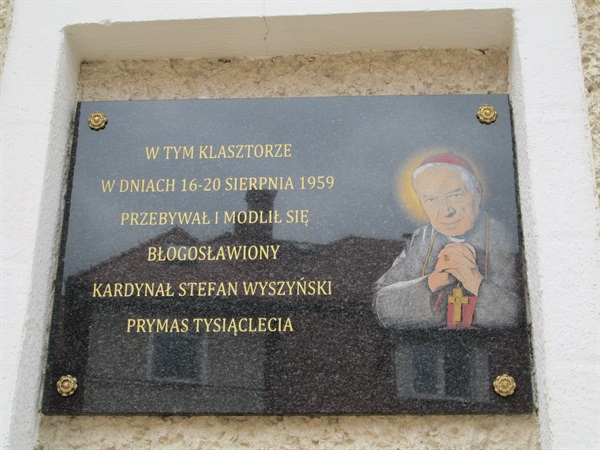 W TYM KLASZTORZE
W DNIACH 16-20 SIERPNIA 1959
PRZEBYWAŁ I MODLIŁ SIĘ
BŁOGOSŁAWIONY
KARDYNAŁ STEFAN WYSZYŃSKI
PRYMAS TYSIĄCLECIA